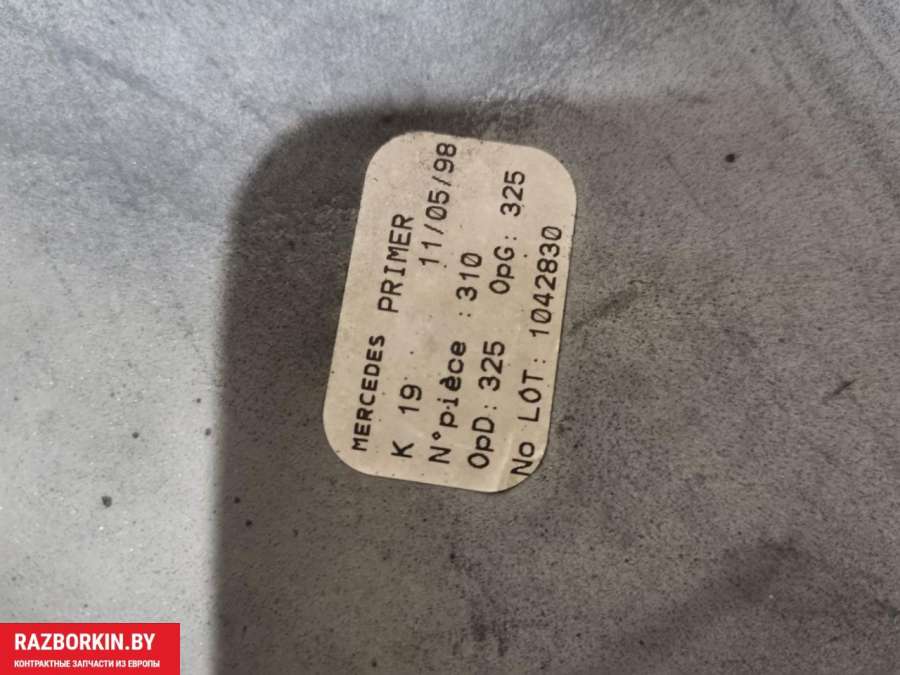 MERCEDES PRIMER
K 19 11/05/98
N°pièce : 310
OpD: 325 OpG: 325
No LOT: 1042830
RAZBORKIN.BY
КОНТРАКТНЫЕ ЗАПЧАСТИ ИЗ ЕВРОПЫ